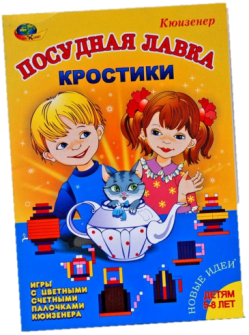 Кюизенер
ПОСУДНАЯ ЛАВКА
КРОСТИКИ
ИГРЫ
С ЦВЕТНЫМИ
СЧЕТНЫМИ
ПАЛОЧКАМИ
КЮИЗЕНЕРА
НОВЫЕ ИДЕИ
ДЕТЯМ
5-8 ЛЕТ